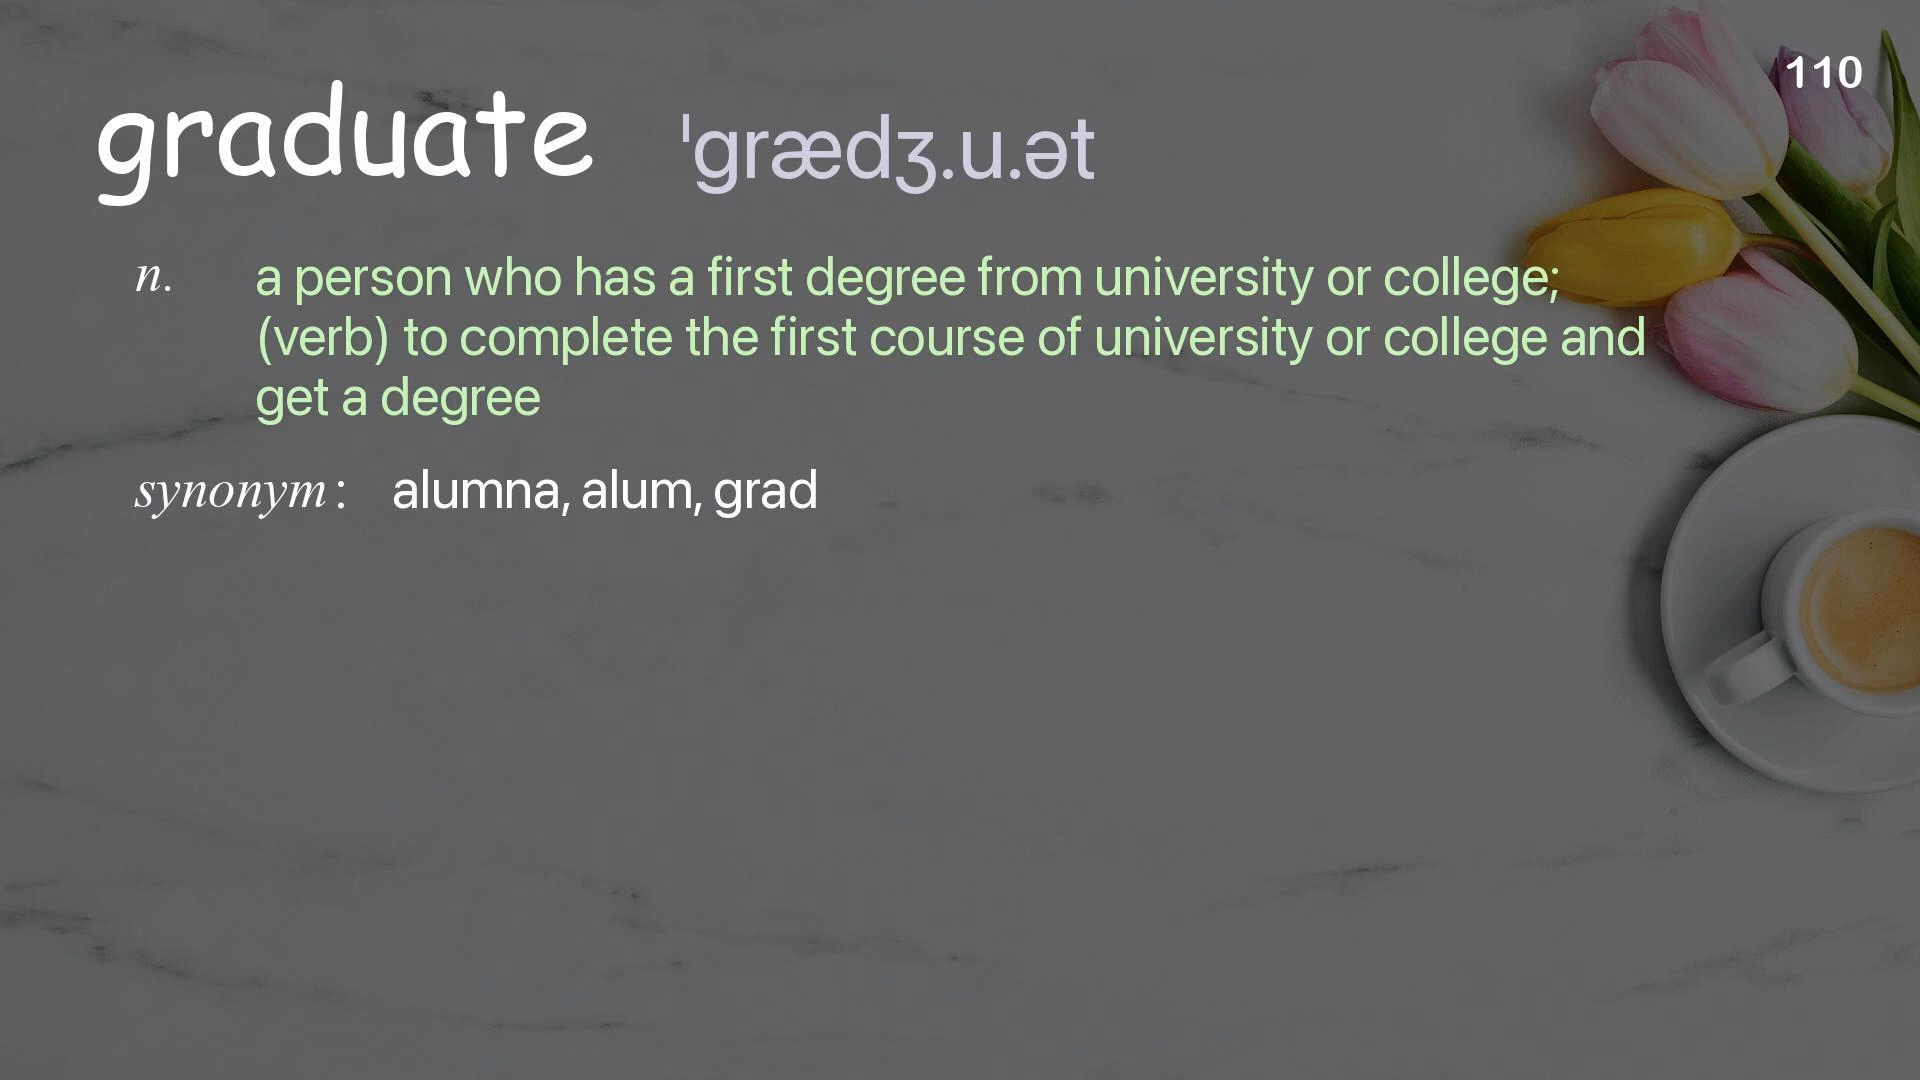 110
graduate ˈɡrædʒ.u.ət
n. a person who has a first degree from university or college;
(verb) to complete the first course of university or college and
get a degree
synonym: alumna, alum, grad